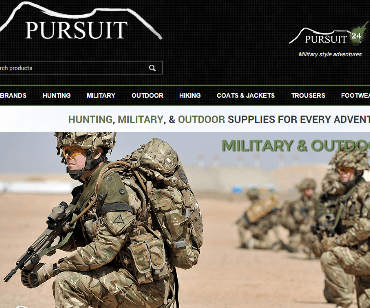 PURSUIT
PURSUIT 24
Military style adventures
rch products
BRANDS HUNTING MILITARY OUTDOOR HIKING COATS & JACKETS TROUSERS FOOTWEA
HUNTING, MILITARY, & OUTDOOR SUPPLIES FOR EVERY ADVENT
MILITARY & OUTDOO